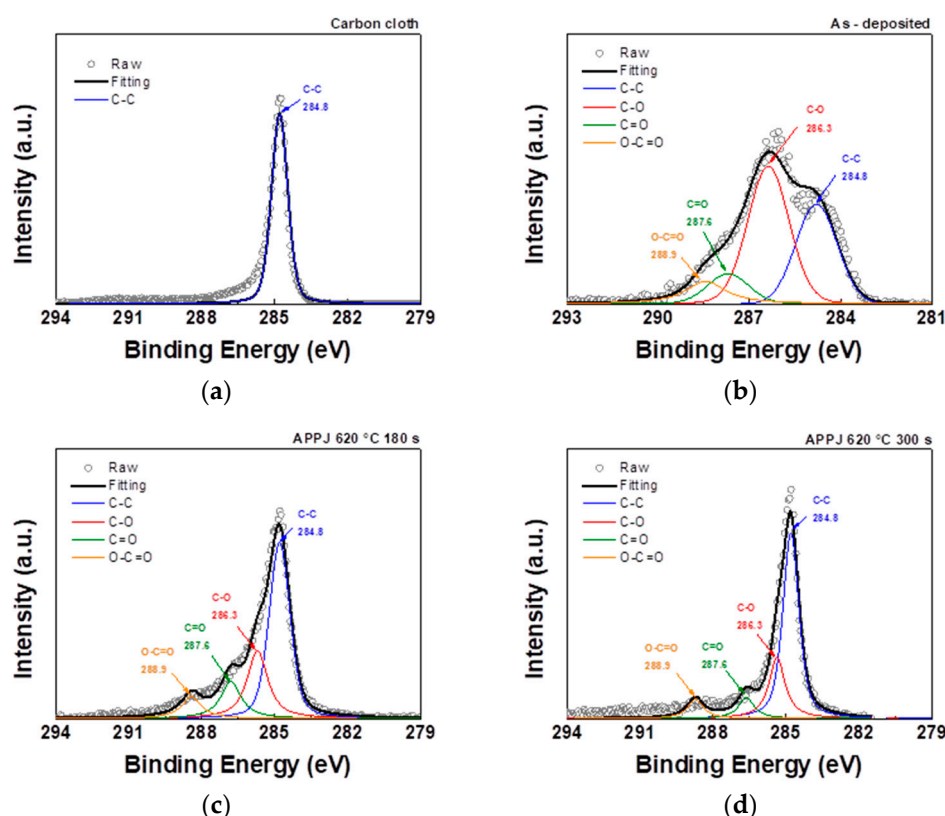 Carbon cloth
Raw
Fitting
C-C
C-C
284.8
Intensity (a.u.)
294 291 288 285 282 279
Binding Energy (eV)
(a)
As - deposited
Raw
Fitting
C-C
C-O
C=O
O-C=O
C-O
286.3
C-C
284.8
C=O
287.6
O-C=O
288.9
Intensity (a.u.)
293 290 287 284 281
Binding Energy (eV)
(b)
APPJ 620 °C 180 s
Raw
Fitting
C-C
C-O
C=O
O-C=O
C-C
284.8
C-O
286.3
C=O
287.6
O-C=O
288.9
Intensity (a.u.)
294 291 288 285 282 279
Binding Energy (eV)
(c)
APPJ 620 °C 300 s
Raw
Fitting
C-C
C-O
C=O
O-C=O
C-C
284.8
C-O
286.3
C=O
287.6
O-C=O
288.9
Intensity (a.u.)
294 291 288 285 282 279
Binding Energy (eV)
(d)